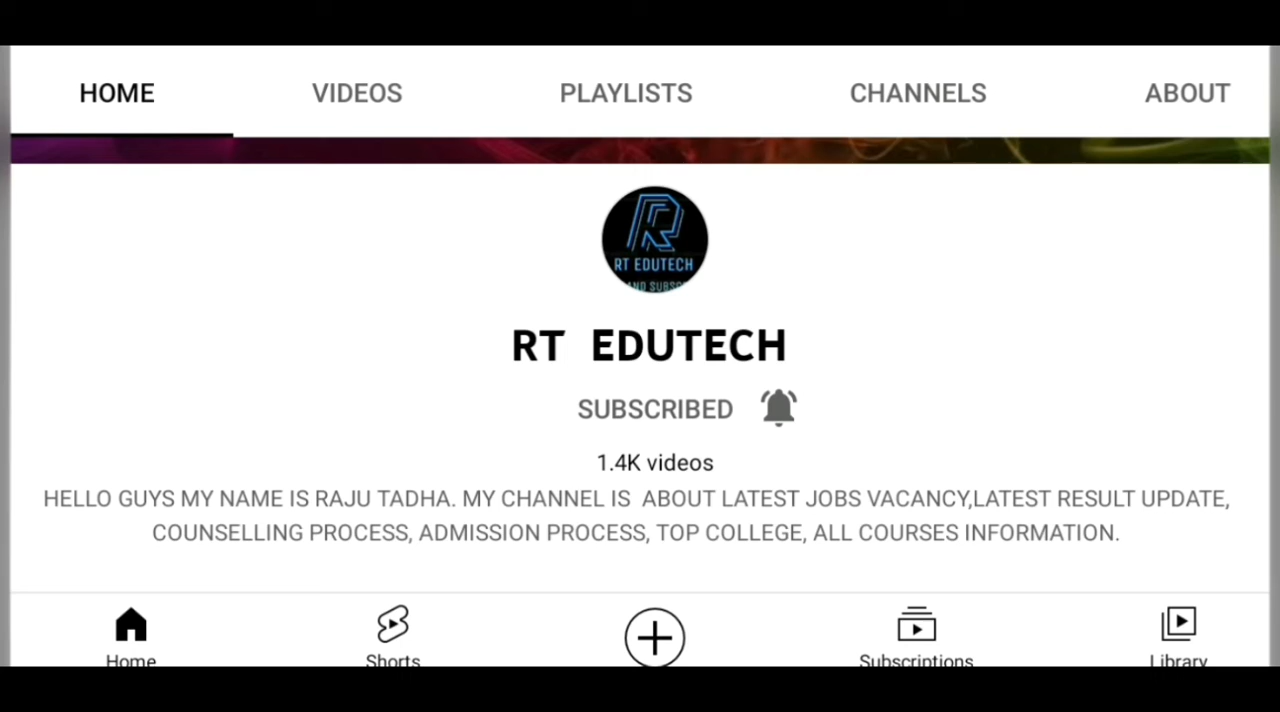 HOME VIDEOS PLAYLISTS CHANNELS ABOUT
RT EDUTECH
AND SUBSC
RT EDUTECH
SUBSCRIBED
1.4K videos
HELLO GUYS MY NAME IS RAJU TADHA. MY CHANNEL IS ABOUT LATEST JOBS VACANCY,LATEST RESULT UPDATE,
COUNSELLING PROCESS, ADMISSION PROCESS, TOP COLLEGE, ALL COURSES INFORMATION.
Home Shorts Subscriptions Library